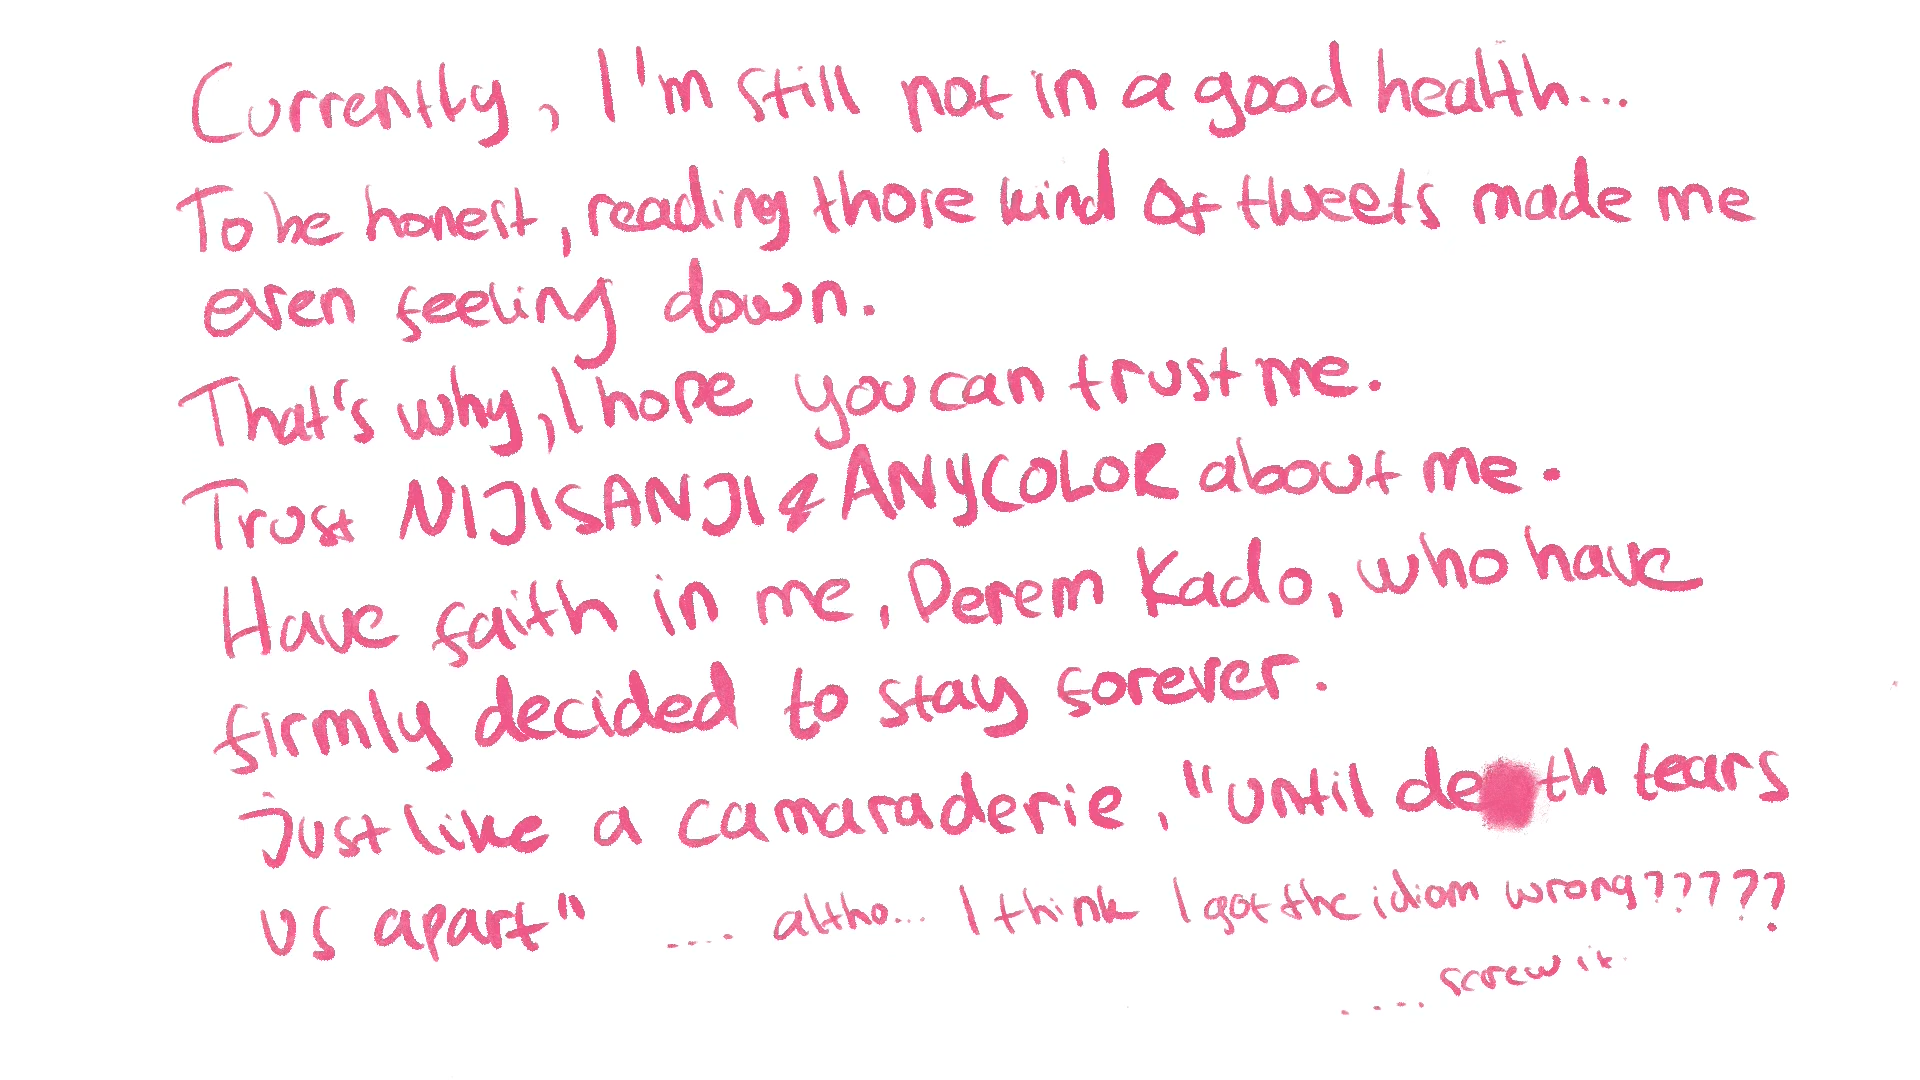 Currently, I'm still not in a good health...
To be honest, reading those kind of tweets made me
even feeling down.
That's why, I hope you can trust me.
Trust NIJISANJI & ANYCOLOR about me.
Have faith in me, Derem Kado, who have
firmly decided to stay forever.
Just like a camaraderie, "until de th tears
us apart" .... altho... I think I got the idiom wrong?????
.... screw it.